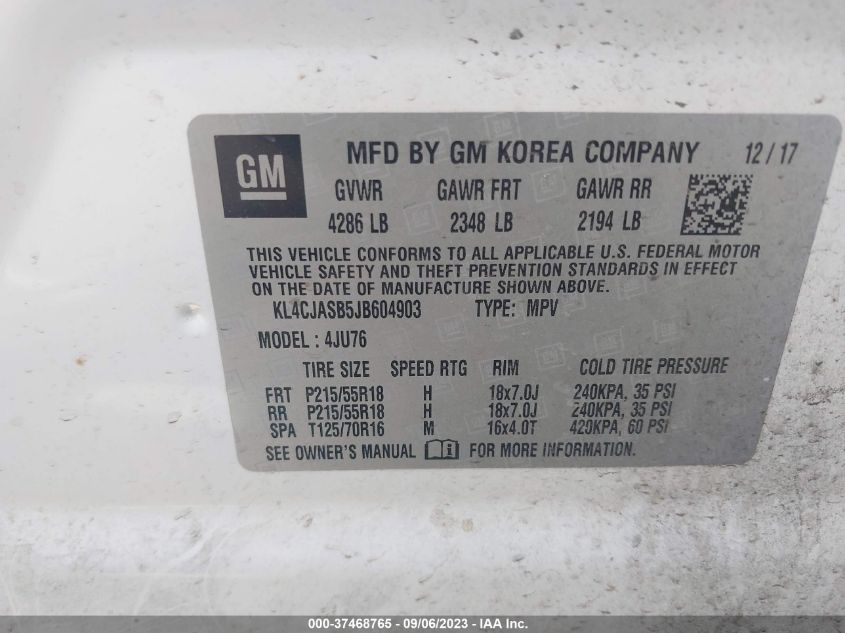 GM MFD BY GM KOREA COMPANY 12/17
GVWR GAWR FRT GAWR RR
4286 LB 2348 LB 2194 LB
THIS VEHICLE CONFORMS TO ALL APPLICABLE U.S. FEDERAL MOTOR
VEHICLE SAFETY AND THEFT PREVENTION STANDARDS IN EFFECT
ON THE DATE OF MANUFACTURE SHOWN ABOVE.
KL4CJASB5JB604903 TYPE: MPV
MODEL: 4JU76
TIRE SIZE SPEED RTG RIM COLD TIRE PRESSURE
FRT P215/55R18 H 18x7.0J 240KPA, 35 PSI
RR P215/55R18 H 18x7.0J 240KPA, 35 PSI
SPA T125/70R16 M 16x4.0T 420KPA, 60 PSI
SEE OWNER'S MANUAL FOR MORE INFORMATION.
000-37468765 - 09/06/2023 - IAA Inc.